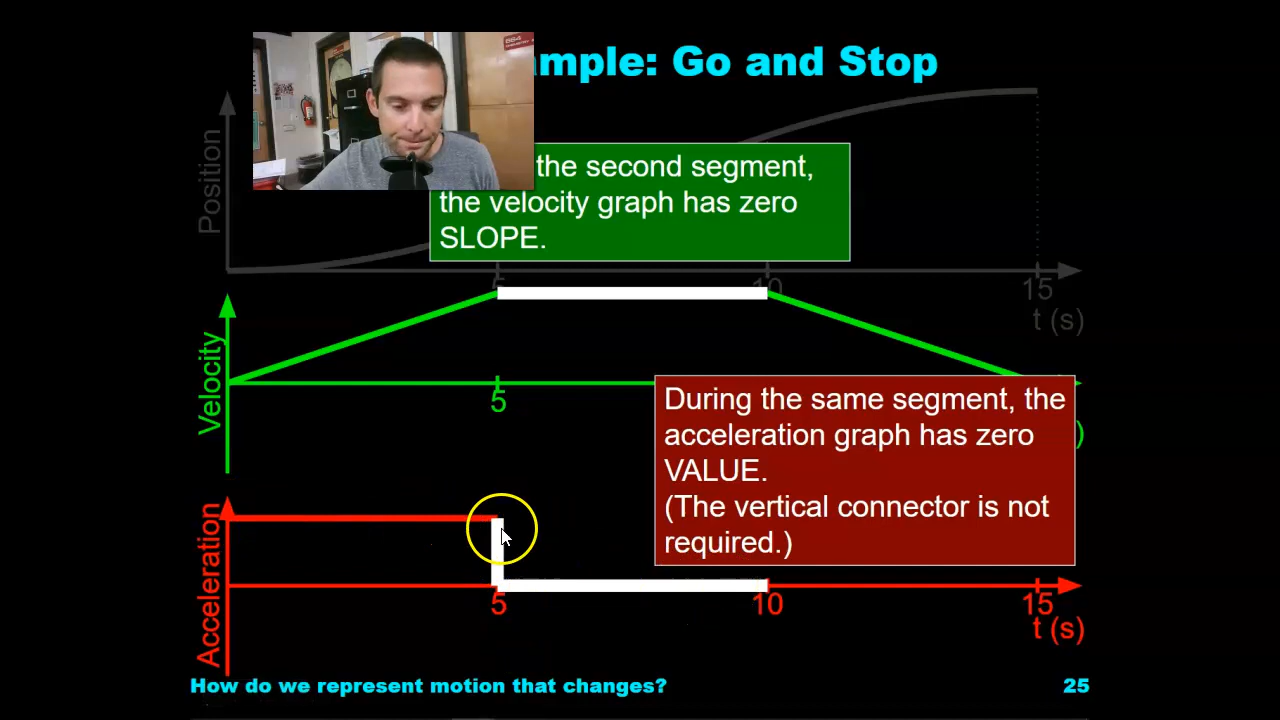 mple: Go and Stop
Position
the second segment,
the velocity graph has zero
SLOPE.
5
10
15
t (s)
Velocity
5
During the same segment, the
acceleration graph has zero
VALUE.
(The vertical connector is not
required.)
)
Acceleration
5
10
15
t (s)
How do we represent motion that changes?
25